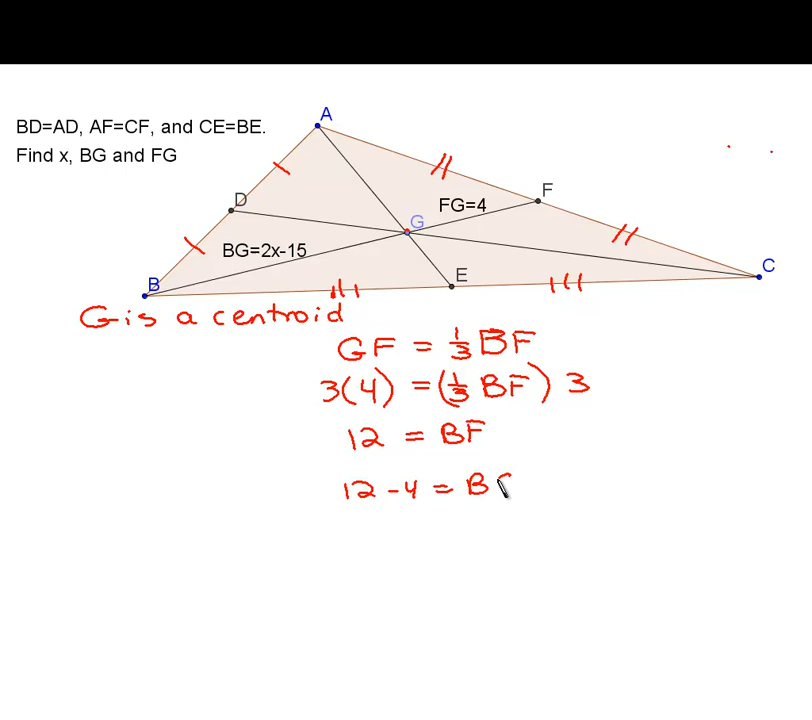 A
BD=AD, AF=CF, and CE=BE.
Find x, BG and FG
F
D
FG=4
G
BG=2x-15
C
E
B
G is a centroid
GF = 1/3 BF
3(4) = (1/3 BF) 3
12 = BF
12 - 4 = B